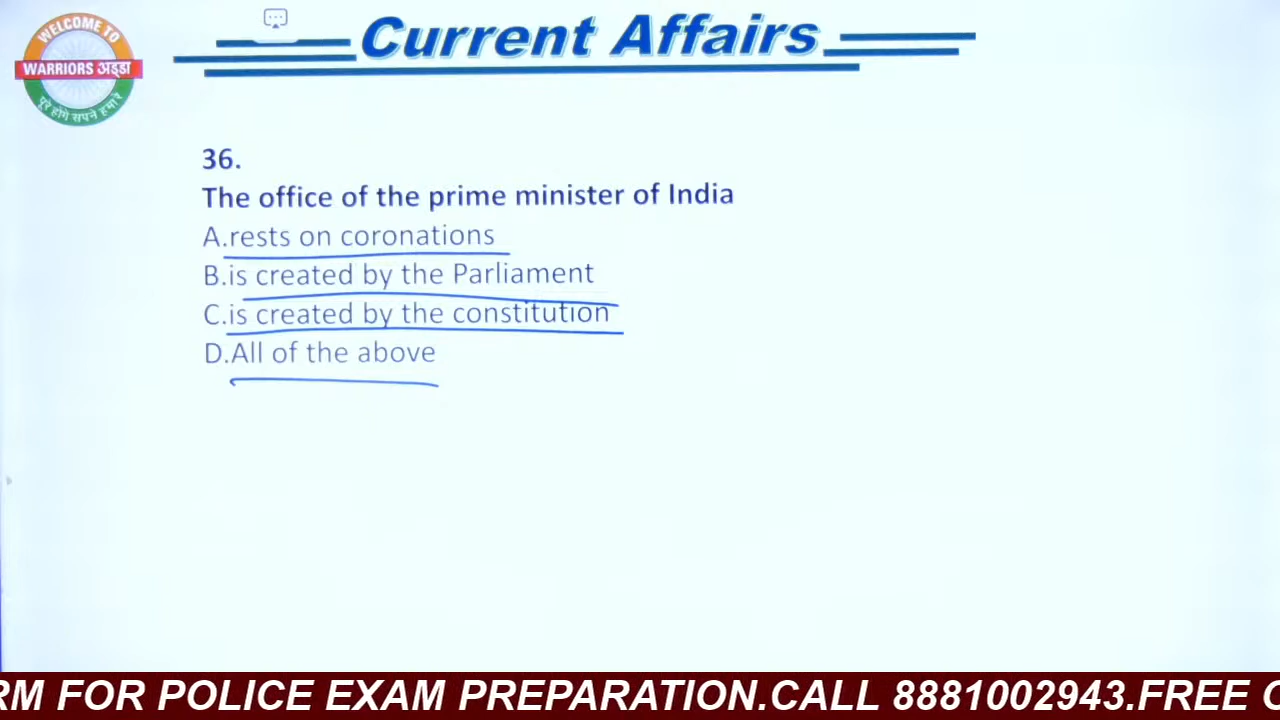 WELCOME TO
WARRIORS अड्डा
पूरे होंगे सपने हमारे
Current Affairs
36.
The office of the prime minister of India
A.rests on coronations
B.is created by the Parliament
C.is created by the constitution
D.All of the above
RM FOR POLICE EXAM PREPARATION.CALL 8881002943.FREE